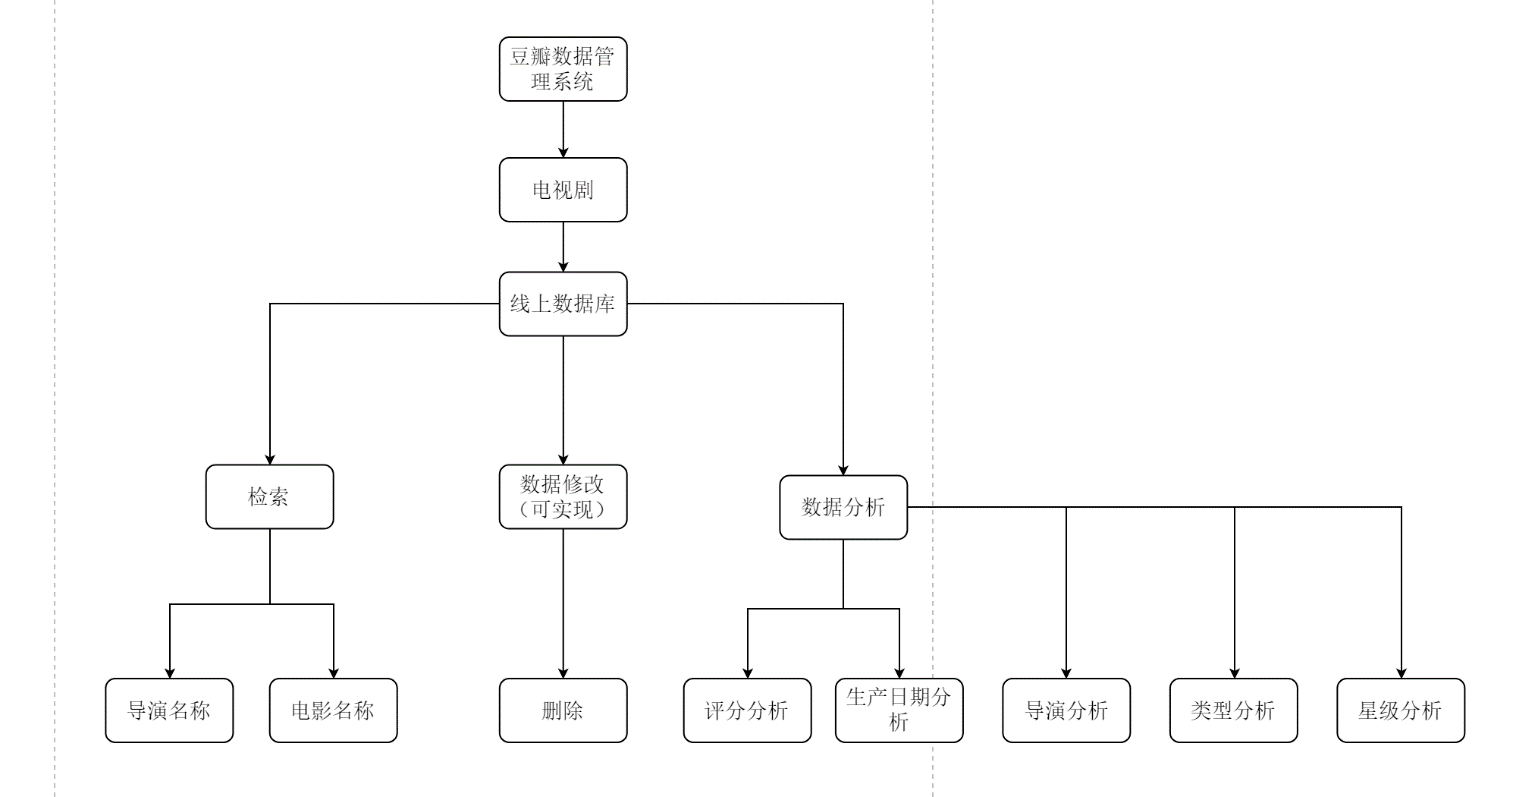 豆瓣数据管
理系统
电视剧
线上数据库
检索
数据修改
（可实现）
数据分析
导演名称
电影名称
删除
评分分析
生产日期分
析
导演分析
类型分析
星级分析